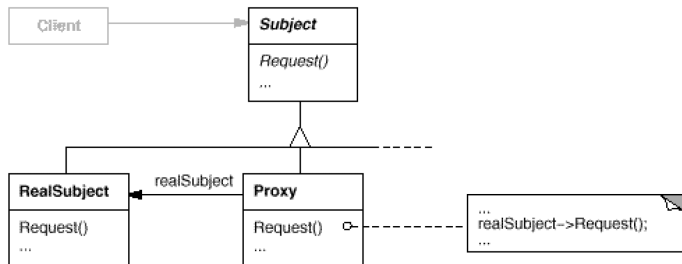 Client
Subject
Request()
...
RealSubject
Request()
...
realSubject
Proxy
Request()
...
...
realSubject->Request();
...